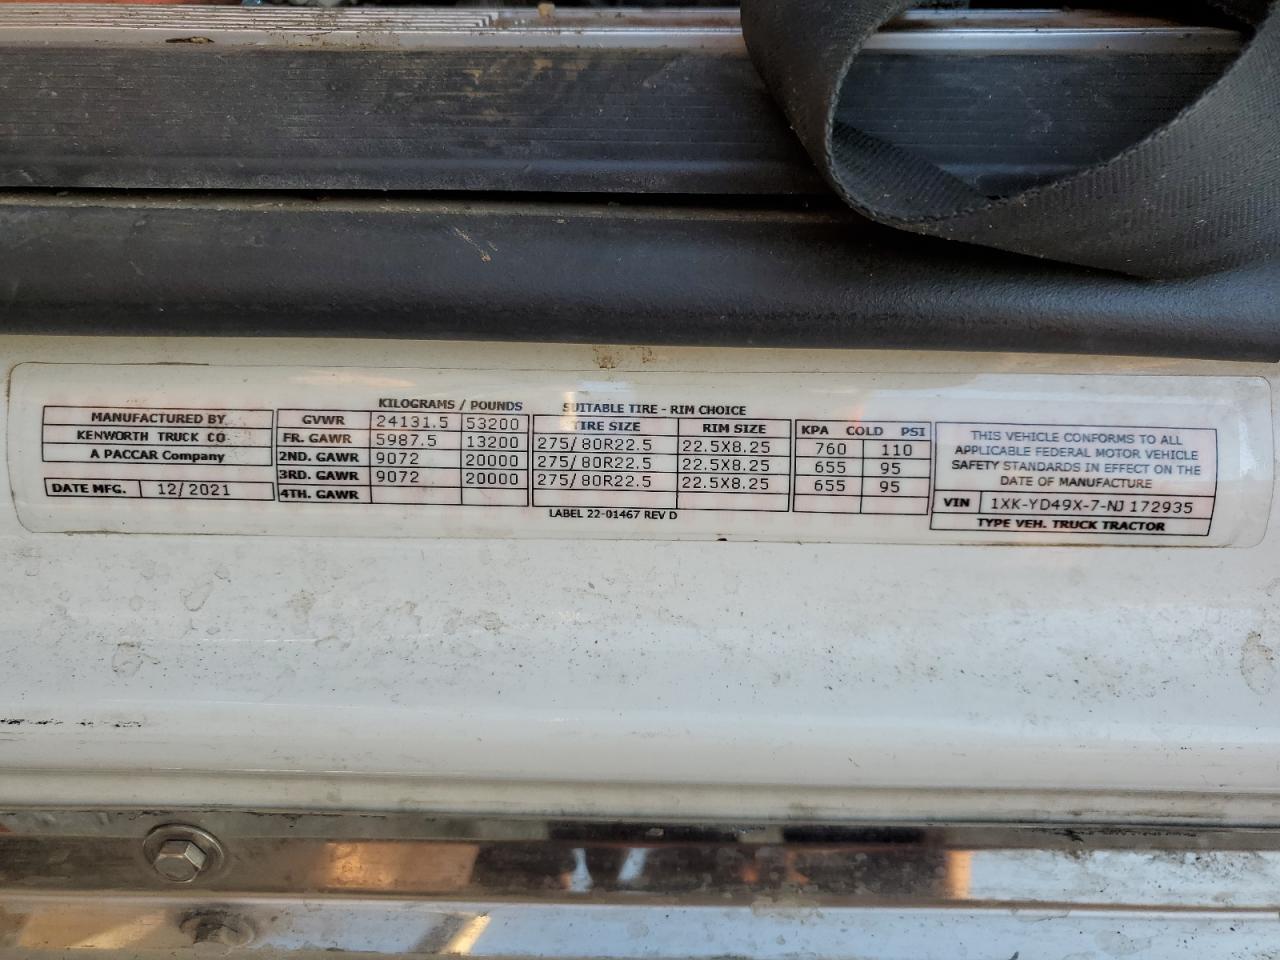 MANUFACTURED BY
KENWORTH TRUCK CO
A PACCAR Company
DATE MFG. 12/2021
KILOGRAMS / POUNDS
GVWR 24131.5 53200
FR. GAWR 5987.5 13200
2ND. GAWR 9072 20000
3RD. GAWR 9072 20000
4TH. GAWR
SUITABLE TIRE - RIM CHOICE
TIRE SIZE RIM SIZE
275/80R22.5 22.5X8.25
275/80R22.5 22.5X8.25
275/80R22.5 22.5X8.25
KPA COLD PSI
760 110
655 95
655 95
LABEL 22-01467 REV D
THIS VEHICLE CONFORMS TO ALL
APPLICABLE FEDERAL MOTOR VEHICLE
SAFETY STANDARDS IN EFFECT ON THE
DATE OF MANUFACTURE
VIN 1XK-YD49X-7-NJ 172935
TYPE VEH. TRUCK TRACTOR